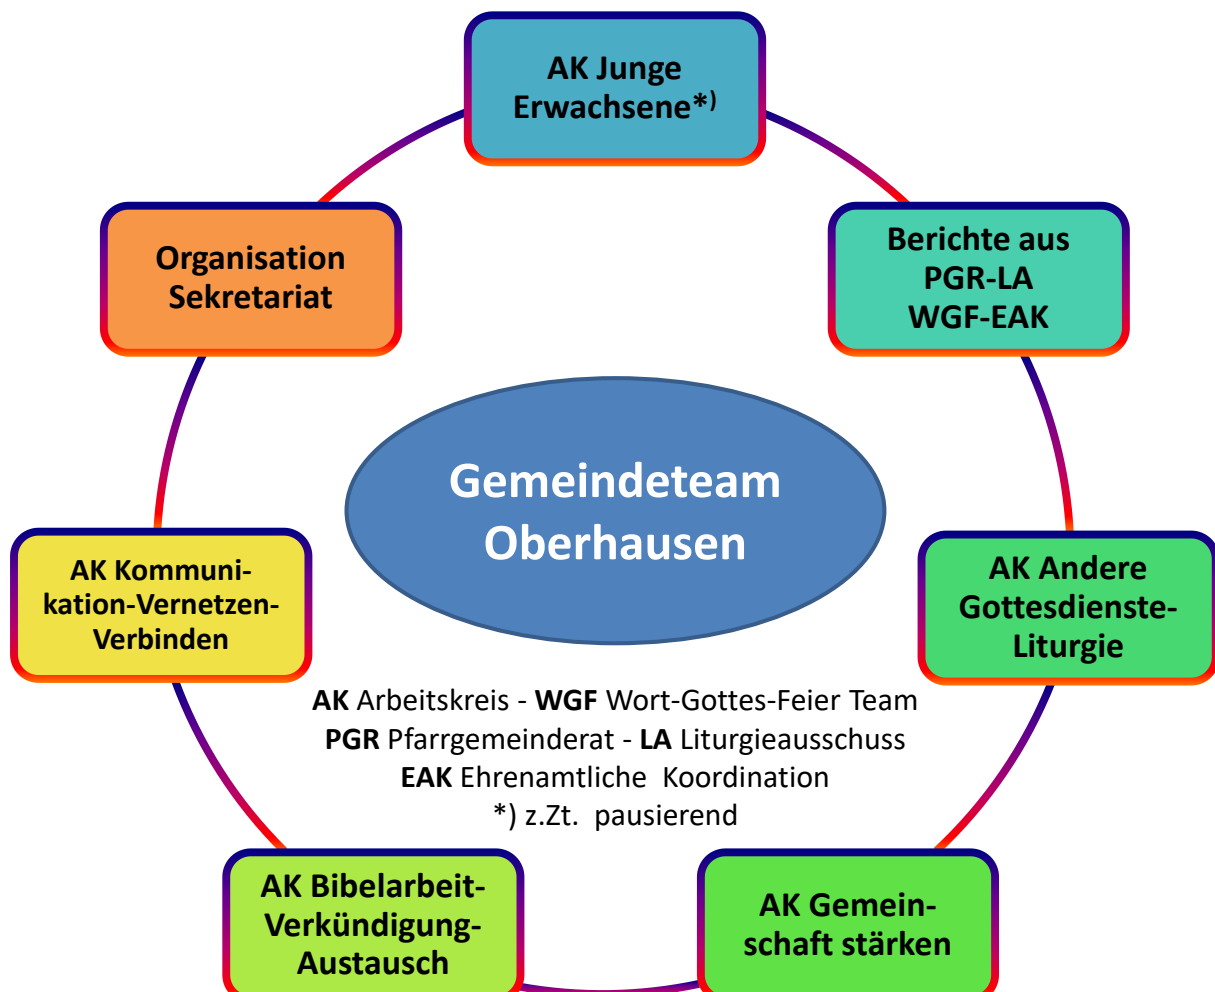 AK Junge
Erwachsene*)
Organisation
Sekretariat
Berichte aus
PGR-LA
WGF-EAK
Gemeindeteam
Oberhausen
AK Kommuni-
kation-Vernetzen-
Verbinden
AK Andere
Gottesdienste-
Liturgie
AK Arbeitskreis - WGF Wort-Gottes-Feier Team
PGR Pfarrgemeinderat - LA Liturgieausschuss
EAK Ehrenamtliche Koordination
*) z.Zt. pausierend
AK Bibelarbeit-
Verkündigung-
Austausch
AK Gemein-
schaft stärken